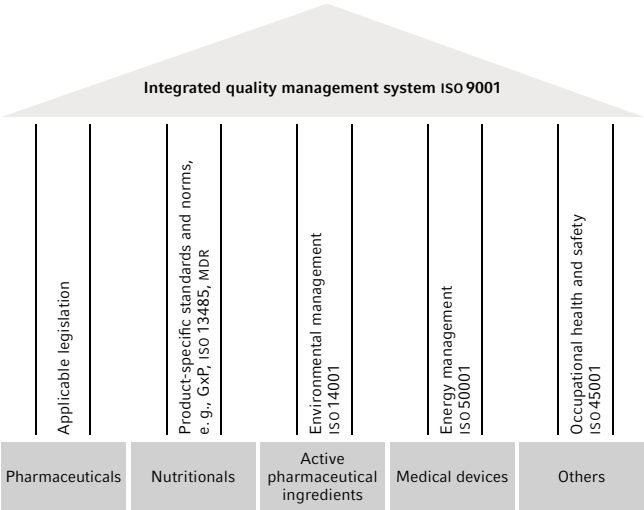 Integrated quality management system ISO 9001
Applicable legislation
Product-specific standards and norms,
e. g., GxP, ISO 13485, MDR
Environmental management
ISO 14001
Energy management
ISO 50001
Occupational health and safety
ISO 45001
Pharmaceuticals
Nutritionals
Active
pharmaceutical
ingredients
Medical devices
Others